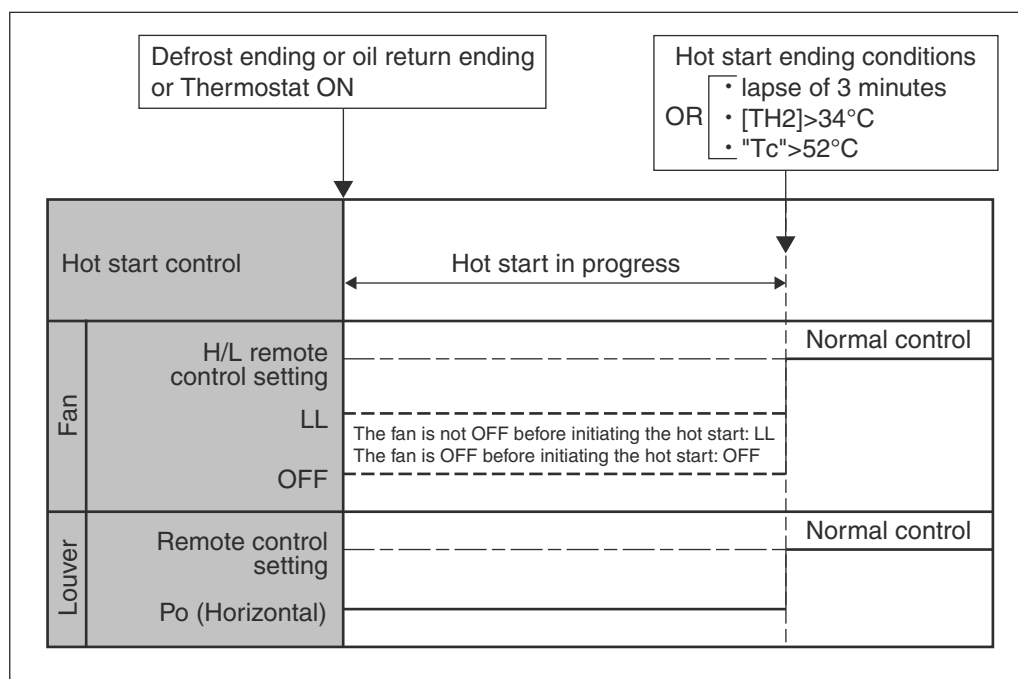 Defrost ending or oil return ending
or Thermostat ON
Hot start ending conditions
OR
・lapse of 3 minutes
・[TH2]>34°C
・"Tc">52°C
Hot start control
Hot start in progress
Fan
H/L remote
control setting
Normal control
LL
The fan is not OFF before initiating the hot start: LL
The fan is OFF before initiating the hot start: OFF
OFF
Louver
Remote control
setting
Normal control
Po (Horizontal)